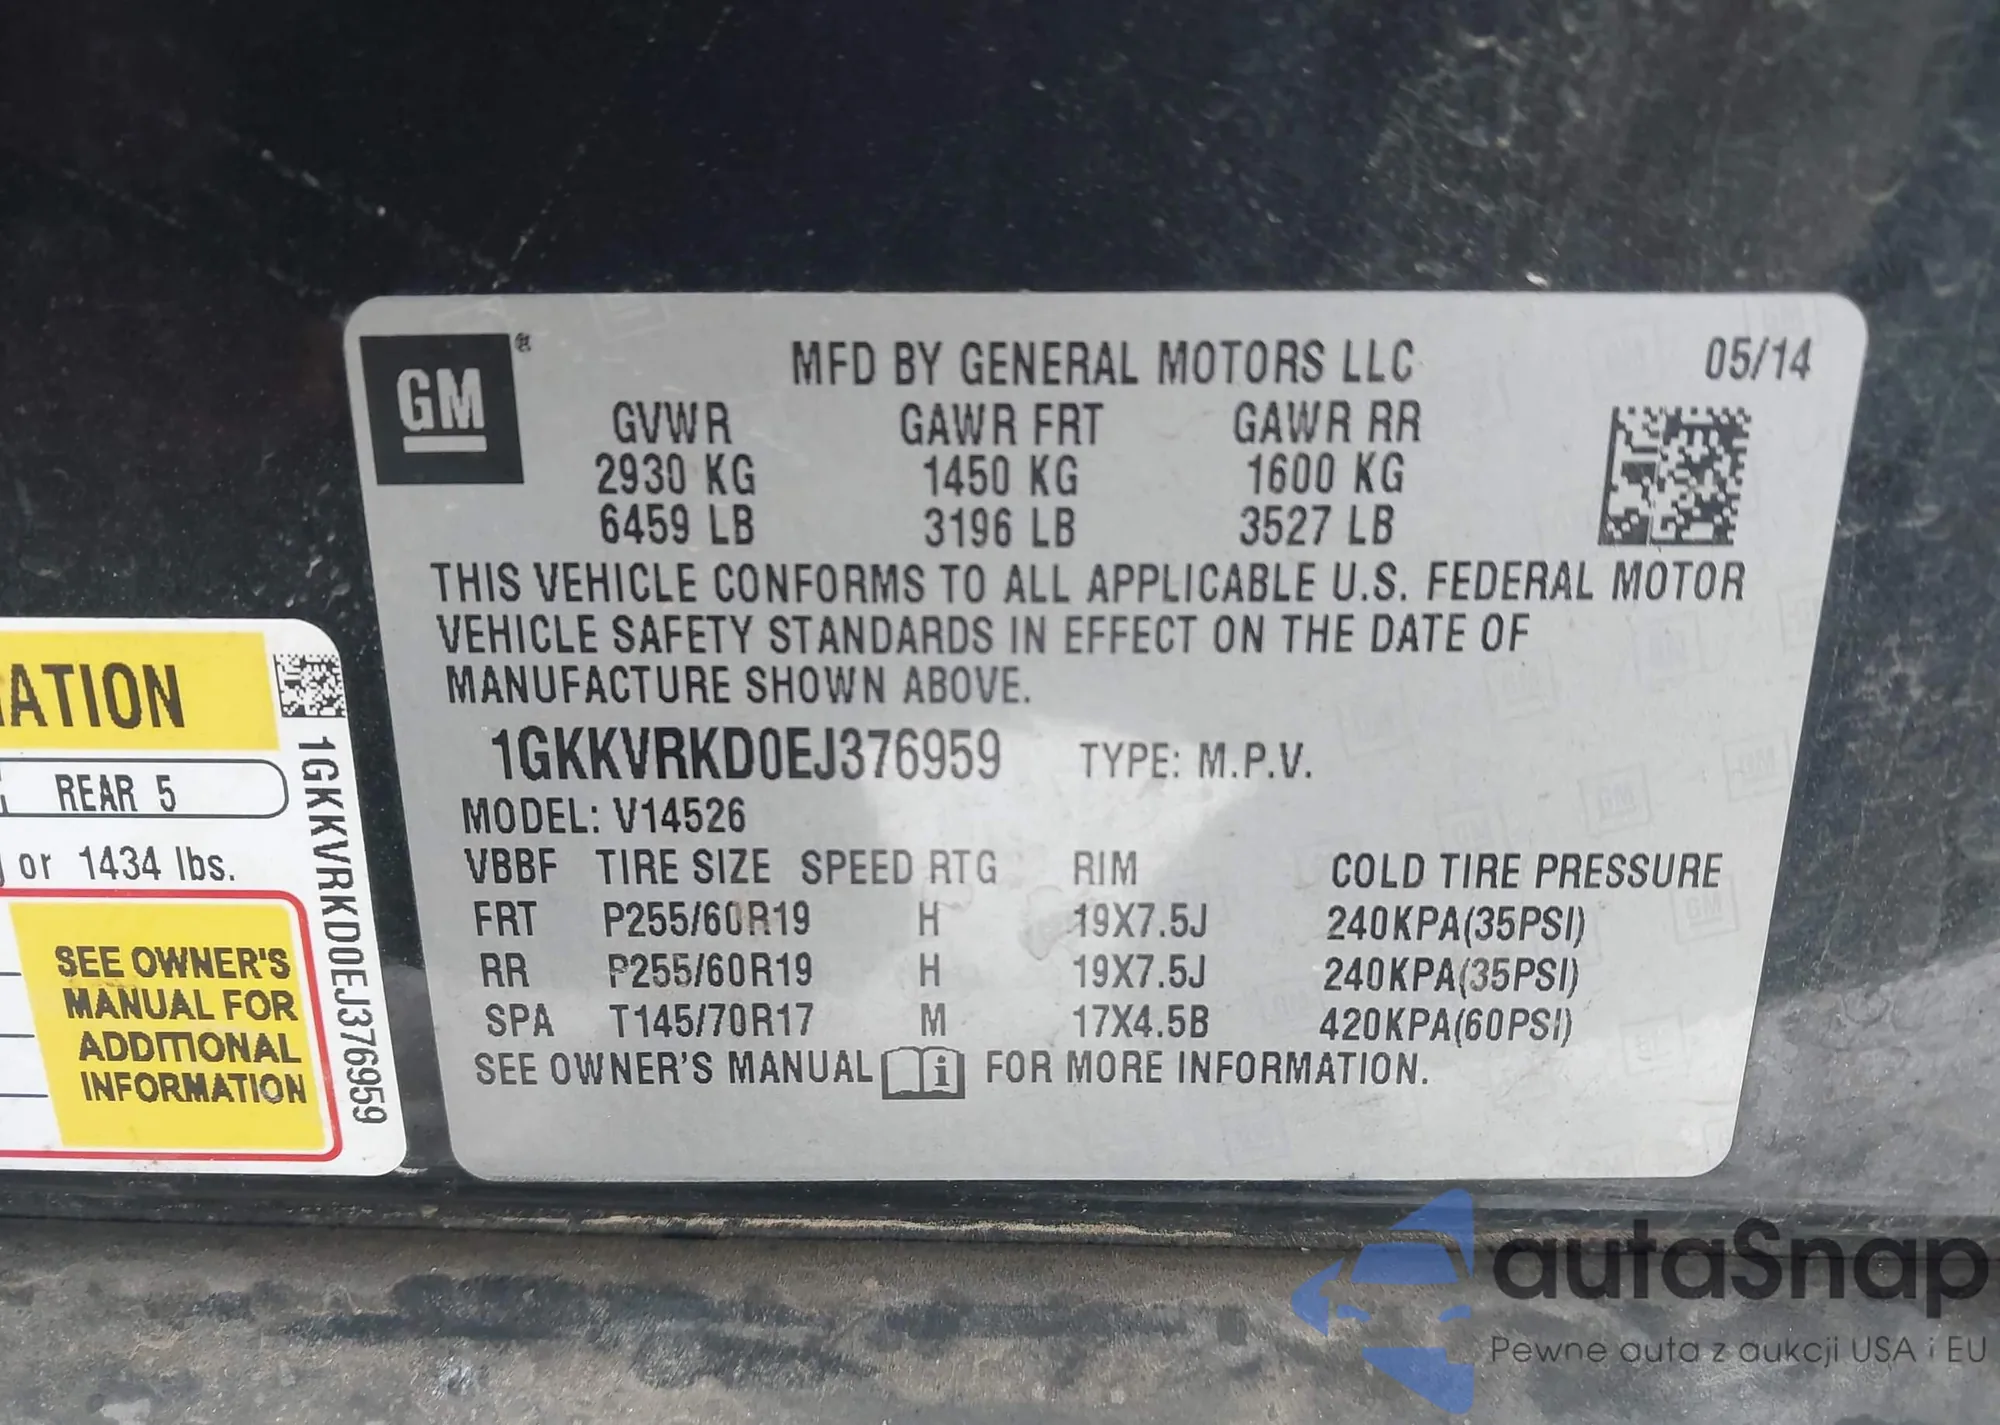 GM ®
MFD BY GENERAL MOTORS LLC 05/14
GVWR GAWR FRT GAWR RR
2930 KG 1450 KG 1600 KG
6459 LB 3196 LB 3527 LB
THIS VEHICLE CONFORMS TO ALL APPLICABLE U.S. FEDERAL MOTOR
VEHICLE SAFETY STANDARDS IN EFFECT ON THE DATE OF
MANUFACTURE SHOWN ABOVE.
1GKKVRKD0EJ376959 TYPE: M.P.V.
MODEL: V14526
VBBF TIRE SIZE SPEED RTG RIM COLD TIRE PRESSURE
FRT P255/60R19 H 19X7.5J 240KPA(35PSI)
RR P255/60R19 H 19X7.5J 240KPA(35PSI)
SPA T145/70R17 M 17X4.5B 420KPA(60PSI)
SEE OWNER'S MANUAL i FOR MORE INFORMATION.
ATION
REAR 5
or 1434 lbs.
SEE OWNER'S
MANUAL FOR
ADDITIONAL
INFORMATION
1GKKVRKD0EJ376959
autaSnap
Pewne auta z aukcji USA i EU